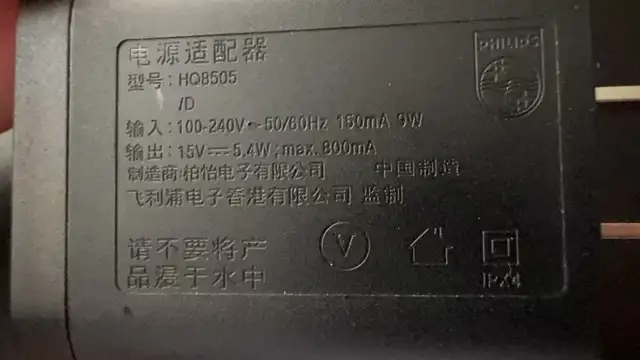 电源适配器
PHILIPS
型号: HQ8505
/D
输入: 100-240V~50/60Hz 150mA 9W
输出: 15V⎓5.4W; max. 800mA
制造商:柏怡电子有限公司 中国制造
飞利浦电子香港有限公司 监制
请不要将产
品浸于水中
V
IPX4